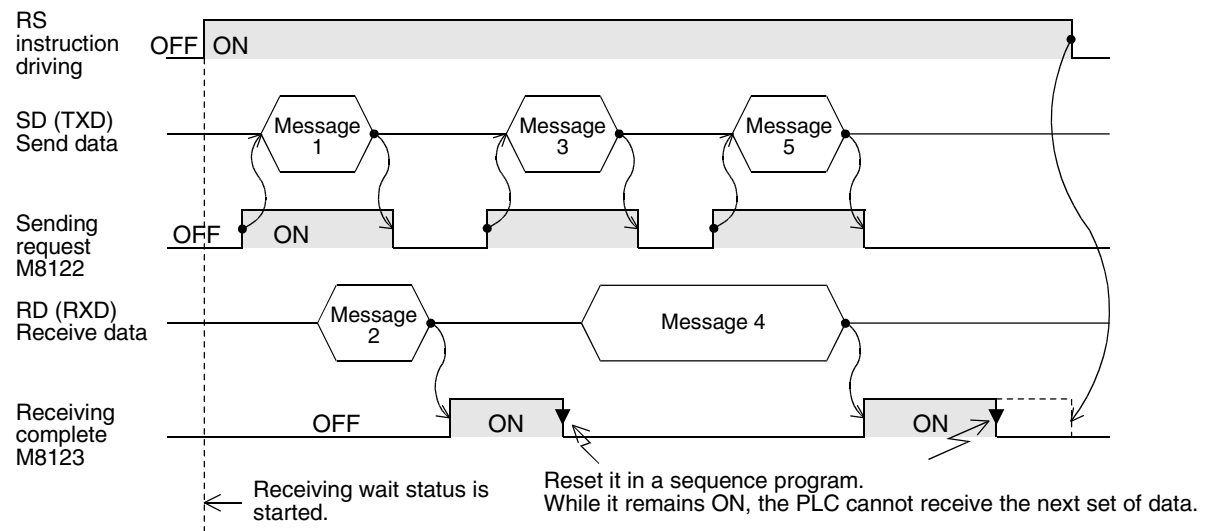 RS
instruction
driving
OFF
ON
SD (TXD)
Send data
Message
1
Message
3
Message
5
Sending
request
M8122
OFF
ON
RD (RXD)
Receive data
Message
2
Message 4
Receiving
complete
M8123
OFF
ON
ON
Receiving wait status is
started.
Reset it in a sequence program.
While it remains ON, the PLC cannot receive the next set of data.